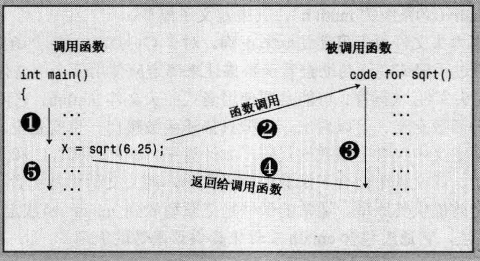 调用函数
被调用函数
int main()
code for sqrt()
{
...
...
❶
函数调用
❷
...
...
X = sqrt(6.25);
❸
❺
❹
返回给调用函数
...
...